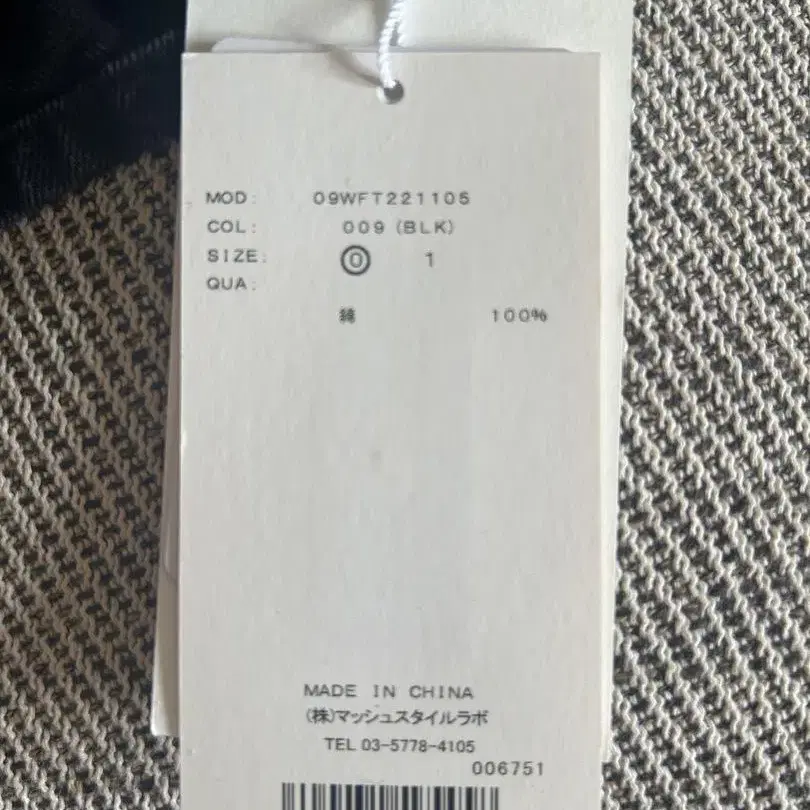 MOD: 09WFT221105
COL: 009 (BLK)
SIZE: 0 1
QUA:
綿 100%
MADE IN CHINA
(株)マッシュスタイルラボ
TEL 03-5778-4105
006751